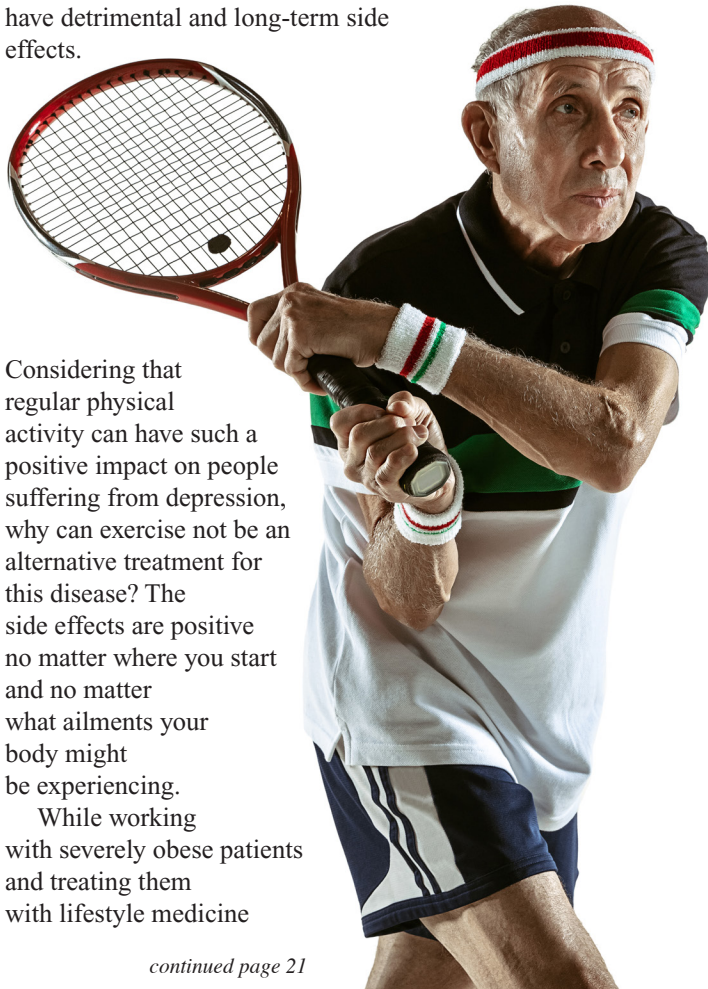 have detrimental and long-term side
effects.
Considering that
regular physical
activity can have such a
positive impact on people
suffering from depression,
why can exercise not be an
alternative treatment for
this disease? The
side effects are positive
no matter where you start
and no matter
what ailments your
body might
be experiencing.
While working
with severely obese patients
and treating them
with lifestyle medicine
continued page 21